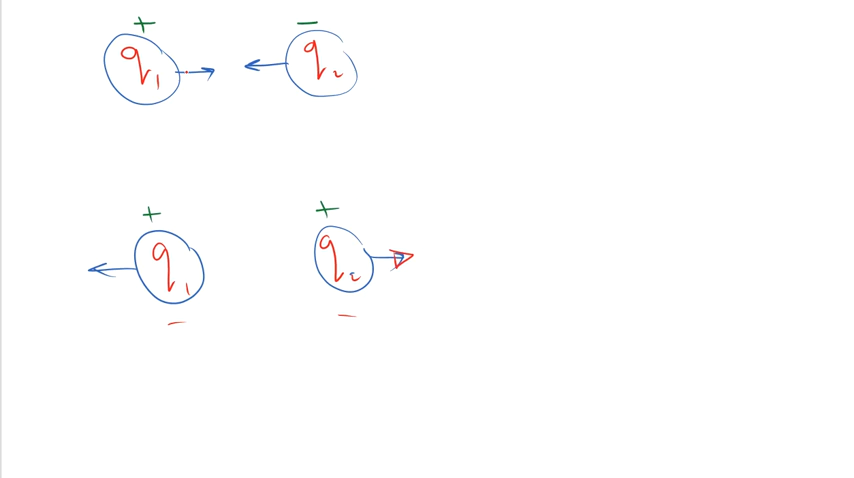 + −
q₁ q₂
+ +
q₁ q₂
− −